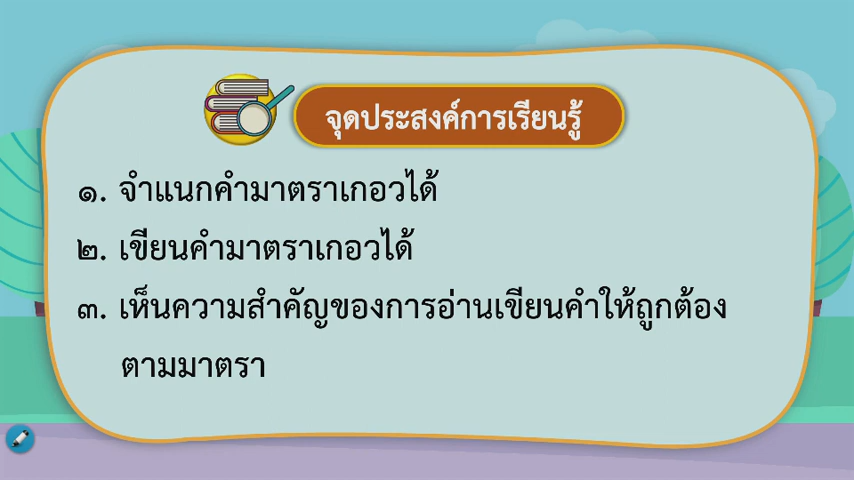 จุดประสงค์การเรียนรู้
๑. จำแนกคำมาตราเกอวได้
๒. เขียนคำมาตราเกอวได้
๓. เห็นความสำคัญของการอ่านเขียนคำให้ถูกต้อง
ตามมาตรา